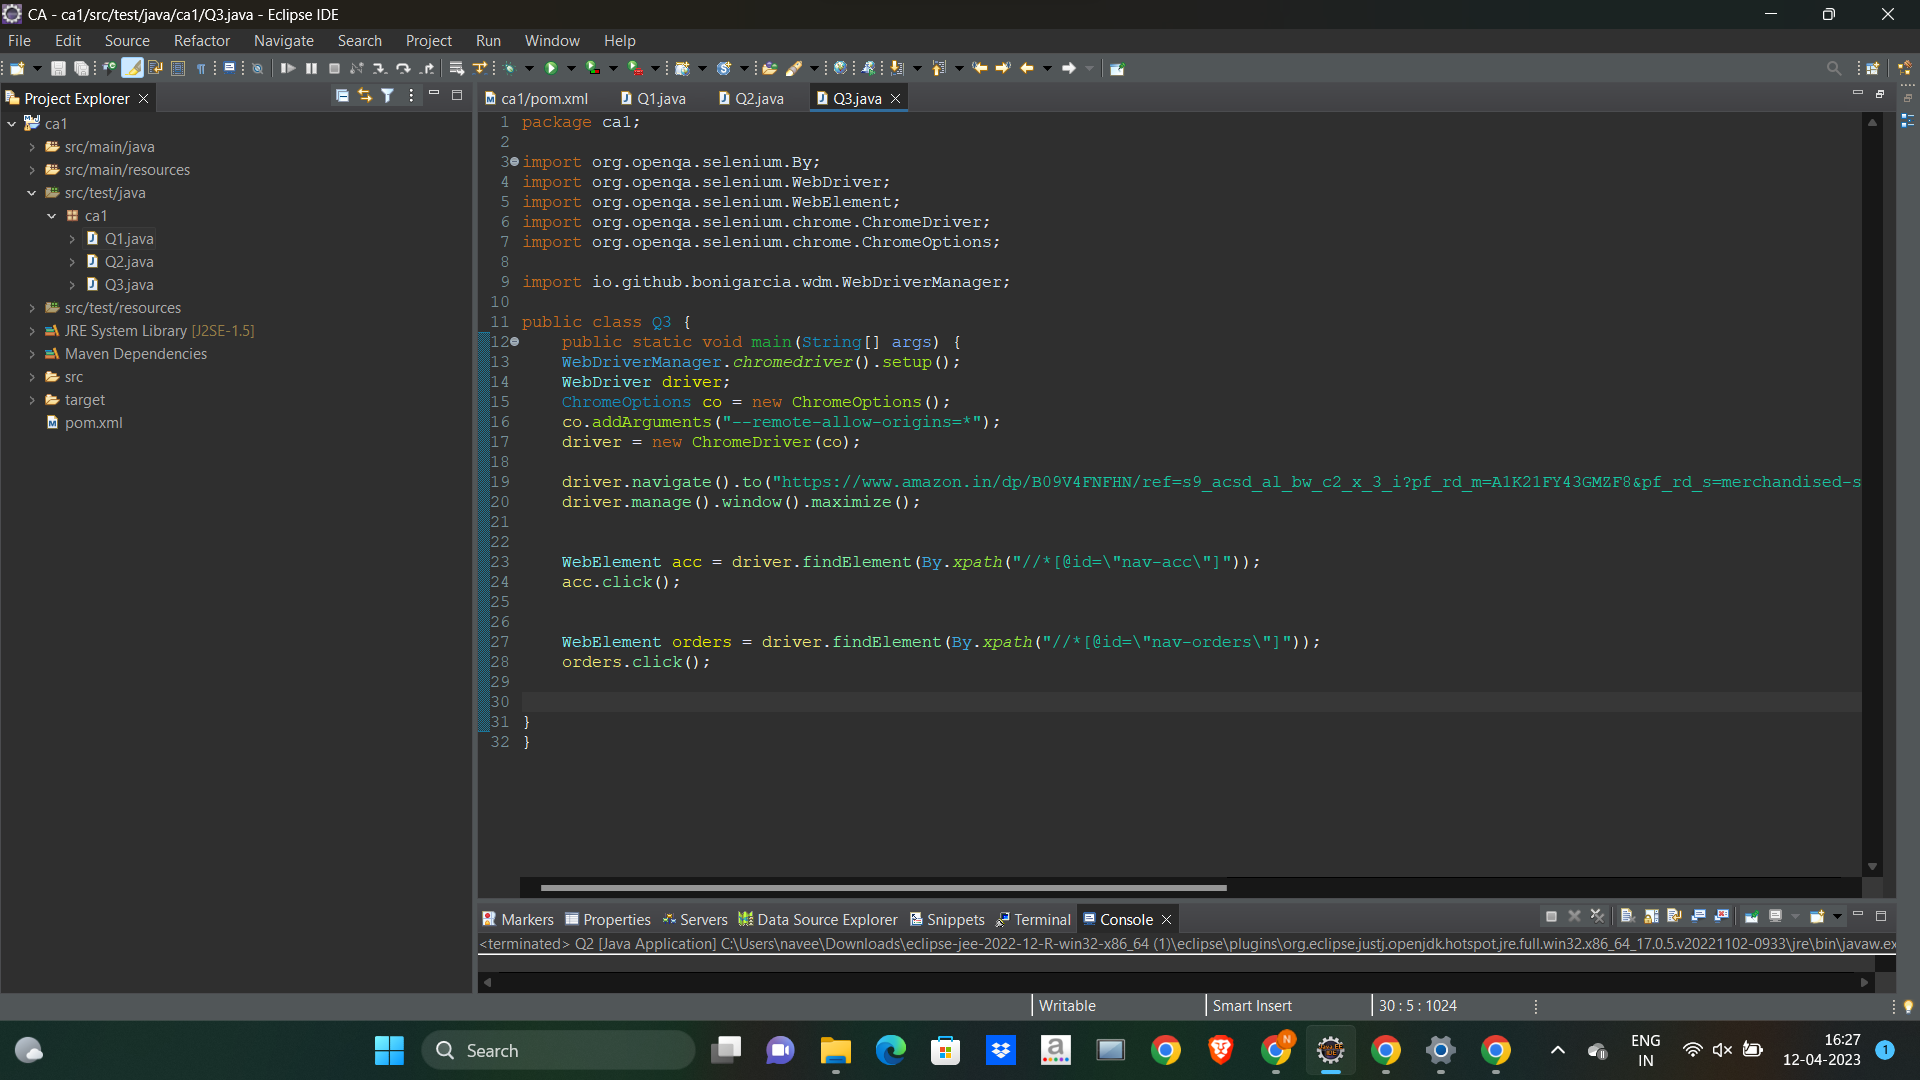 CA - ca1/src/test/java/ca1/Q3.java - Eclipse IDE
File Edit Source Refactor Navigate Search Project Run Window Help
Project Explorer
ca1
src/main/java
src/main/resources
src/test/java
ca1
Q1.java
Q2.java
Q3.java
src/test/resources
JRE System Library [J2SE-1.5]
Maven Dependencies
src
target
pom.xml
ca1/pom.xml Q1.java Q2.java Q3.java
1 package ca1;
2
3 import org.openqa.selenium.By;
4 import org.openqa.selenium.WebDriver;
5 import org.openqa.selenium.WebElement;
6 import org.openqa.selenium.chrome.ChromeDriver;
7 import org.openqa.selenium.chrome.ChromeOptions;
8
9 import io.github.bonigarcia.wdm.WebDriverManager;
10
11 public class Q3 {
12 public static void main(String[] args) {
13 WebDriverManager.chromedriver().setup();
14 WebDriver driver;
15 ChromeOptions co = new ChromeOptions();
16 co.addArguments("--remote-allow-origins=*");
17 driver = new ChromeDriver(co);
18
19 driver.navigate().to("https://www.amazon.in/dp/B09V4FNFHN/ref=s9_acsd_al_bw_c2_x_3_i?pf_rd_m=A1K21FY43GMZF8&pf_rd_s=merchandised-s
20 driver.manage().window().maximize();
21
22
23 WebElement acc = driver.findElement(By.xpath("//*[@id=\"nav-acc\"]"));
24 acc.click();
25
26
27 WebElement orders = driver.findElement(By.xpath("//*[@id=\"nav-orders\"]"));
28 orders.click();
29
30
31 }
32 }
Markers Properties Servers Data Source Explorer Snippets Terminal Console
<terminated> Q2 [Java Application] C:\Users\navee\Downloads\eclipse-jee-2022-12-R-win32-x86_64 (1)\eclipse\plugins\org.eclipse.justj.openjdk.hotspot.jre.full.win32.x86_64_17.0.5.v20221102-0933\jre\bin\javaw.ex
Writable Smart Insert 30 : 5 : 1024
Search
ENG
IN
16:27
12-04-2023
1